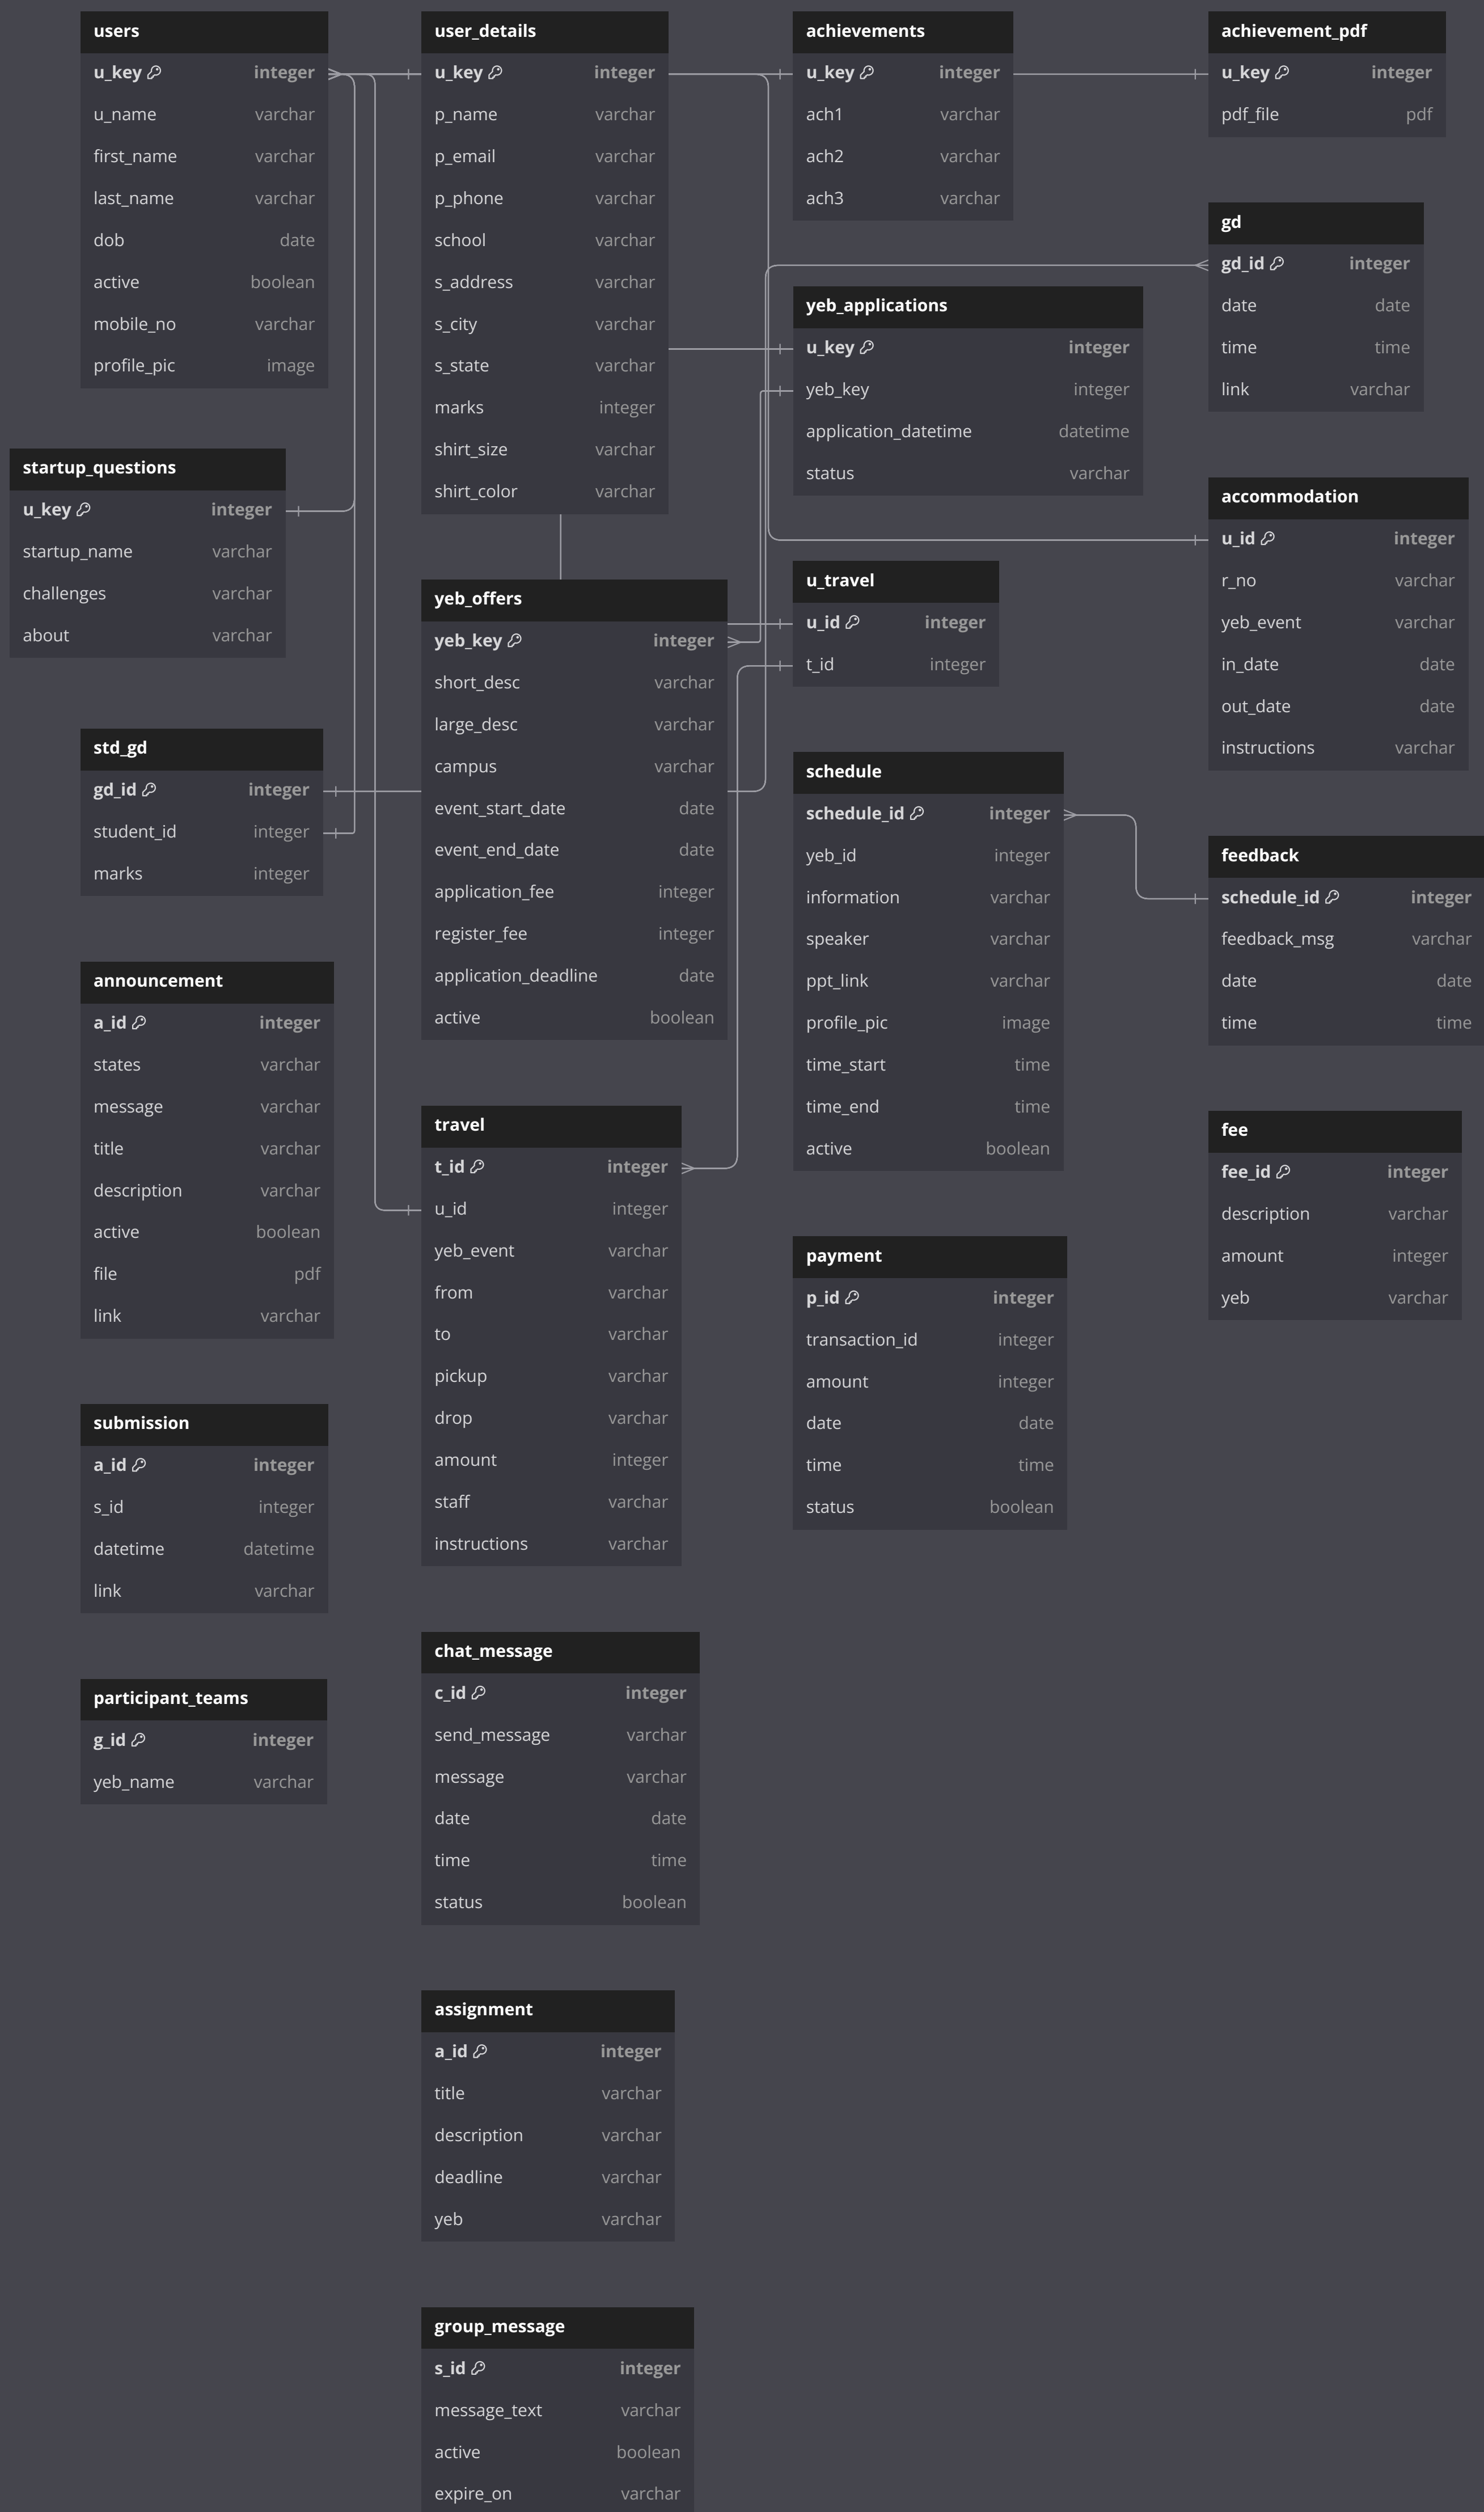 users
u_key integer
u_name varchar
first_name varchar
last_name varchar
dob date
active boolean
mobile_no varchar
profile_pic image
user_details
u_key integer
p_name varchar
p_email varchar
p_phone varchar
school varchar
s_address varchar
s_city varchar
s_state varchar
marks integer
shirt_size varchar
shirt_color varchar
achievements
u_key integer
ach1 varchar
ach2 varchar
ach3 varchar
achievement_pdf
u_key integer
pdf_file pdf
gd
gd_id integer
date date
time time
link varchar
yeb_applications
u_key integer
yeb_key integer
application_datetime datetime
status varchar
startup_questions
u_key integer
startup_name varchar
challenges varchar
about varchar
accommodation
u_id integer
r_no varchar
yeb_event varchar
in_date date
out_date date
instructions varchar
yeb_offers
yeb_key integer
short_desc varchar
large_desc varchar
campus varchar
event_start_date date
event_end_date date
application_fee integer
register_fee integer
application_deadline date
active boolean
u_travel
u_id integer
t_id integer
std_gd
gd_id integer
student_id integer
marks integer
schedule
schedule_id integer
yeb_id integer
information varchar
speaker varchar
ppt_link varchar
profile_pic image
time_start time
time_end time
active boolean
feedback
schedule_id integer
feedback_msg varchar
date date
time time
announcement
a_id integer
states varchar
message varchar
title varchar
description varchar
active boolean
file pdf
link varchar
travel
t_id integer
u_id integer
yeb_event varchar
from varchar
to varchar
pickup varchar
drop varchar
amount integer
staff varchar
instructions varchar
fee
fee_id integer
description varchar
amount integer
yeb varchar
payment
p_id integer
transaction_id integer
amount integer
date date
time time
status boolean
submission
a_id integer
s_id integer
datetime datetime
link varchar
chat_message
c_id integer
send_message varchar
message varchar
date date
time time
status boolean
participant_teams
g_id integer
yeb_name varchar
assignment
a_id integer
title varchar
description varchar
deadline varchar
yeb varchar
group_message
s_id integer
message_text varchar
active boolean
expire_on varchar